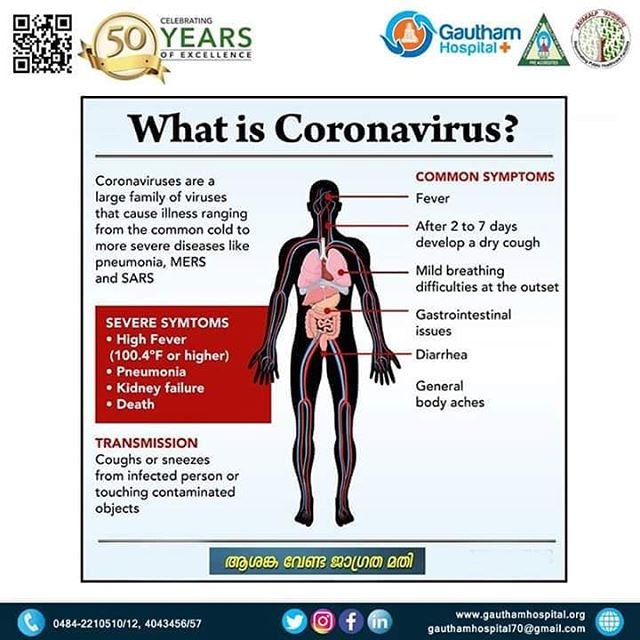 CELEBRATING
50 YEARS
OF EXCELLENCE
Gautham
Hospital
What is Coronavirus?
Coronaviruses are a
large family of viruses
that cause illness ranging
from the common cold to
more severe diseases like
pneumonia, MERS
and SARS
SEVERE SYMTOMS
• High Fever
(100.4°F or higher)
• Pneumonia
• Kidney failure
• Death
TRANSMISSION
Coughs or sneezes
from infected person or
touching contaminated
objects
COMMON SYMPTOMS
Fever
After 2 to 7 days
develop a dry cough
Mild breathing
difficulties at the outset
Gastrointestinal
issues
Diarrhea
General
body aches
ആശങ്ക വേണ്ട ജാഗ്രത മതി
0484-2210510/12, 4043456/57
www.gauthamhospital.org
gauthamhospital70@gmail.com